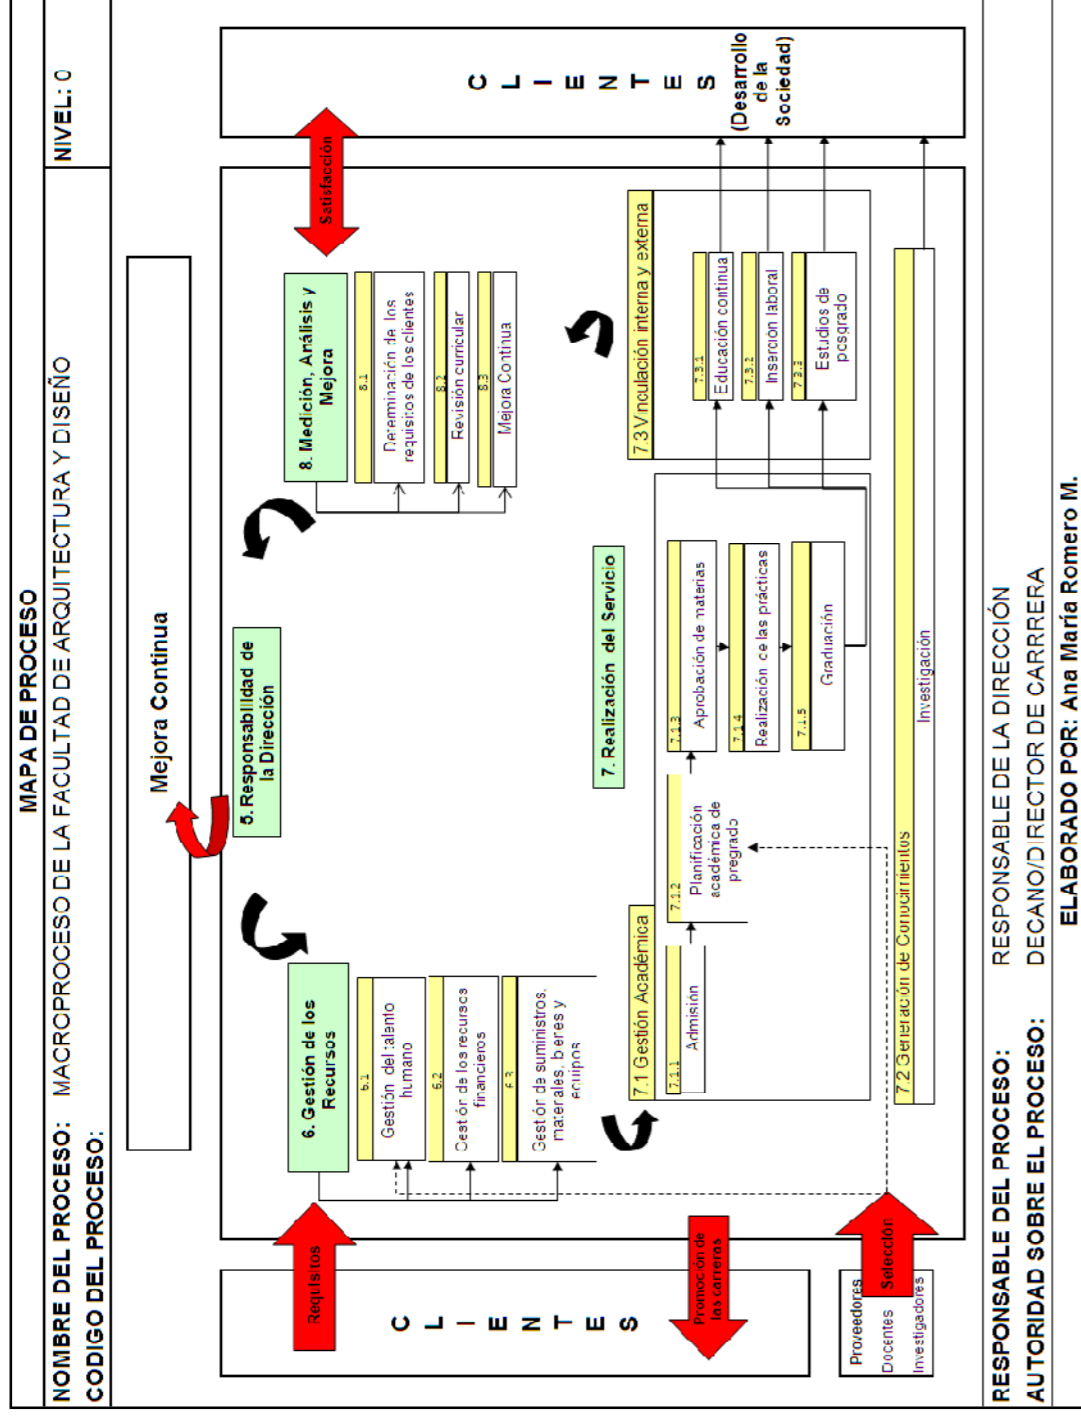 MAPA DE PROCESO
NOMBRE DEL PROCESO: MACROPROCESO DE LA FACULTAD DE ARQUITECTURA Y DISEÑO
NIVEL: 0
CODIGO DEL PROCESO:
Mejora Continua
CLIENTES
Requisitos
Promoción de
las carreras
Proveedores
Docentes
Investigadores
Selección
5. Responsabilidad de
la Dirección
6. Gestión de los
Recursos
6.1
Gestión del talento
humano
6.2
Gestión de los recursos
financieros
6.3
Gestión de suministros,
materiales, bienes y
equipos
8. Medición, Análisis y
Mejora
8.1
Determinación de los
requisitos de los clientes
8.2
Revisión curricular
8.3
Mejora Continua
Satisfacción
7. Realización del Servicio
7.1 Gestión Académica
7.1.1
Admisión
7.1.2
Planificación
académica de
pregrado
7.1.3
Aprobación de materias
7.1.4
Realización de las prácticas
7.1.5
Graduación
7.3 Vinculación interna y externa
7.3.1
Educación continua
7.3.2
Inserción laboral
7.3.3
Estudios de
posgrado
7.2 Generación de Conocimientos
Investigación
CLIENTES
(Desarrollo
de la
Sociedad)
RESPONSABLE DEL PROCESO: RESPONSABLE DE LA DIRECCIÓN
AUTORIDAD SOBRE EL PROCESO: DECANO/DIRECTOR DE CARRERA
ELABORADO POR: Ana María Romero M.